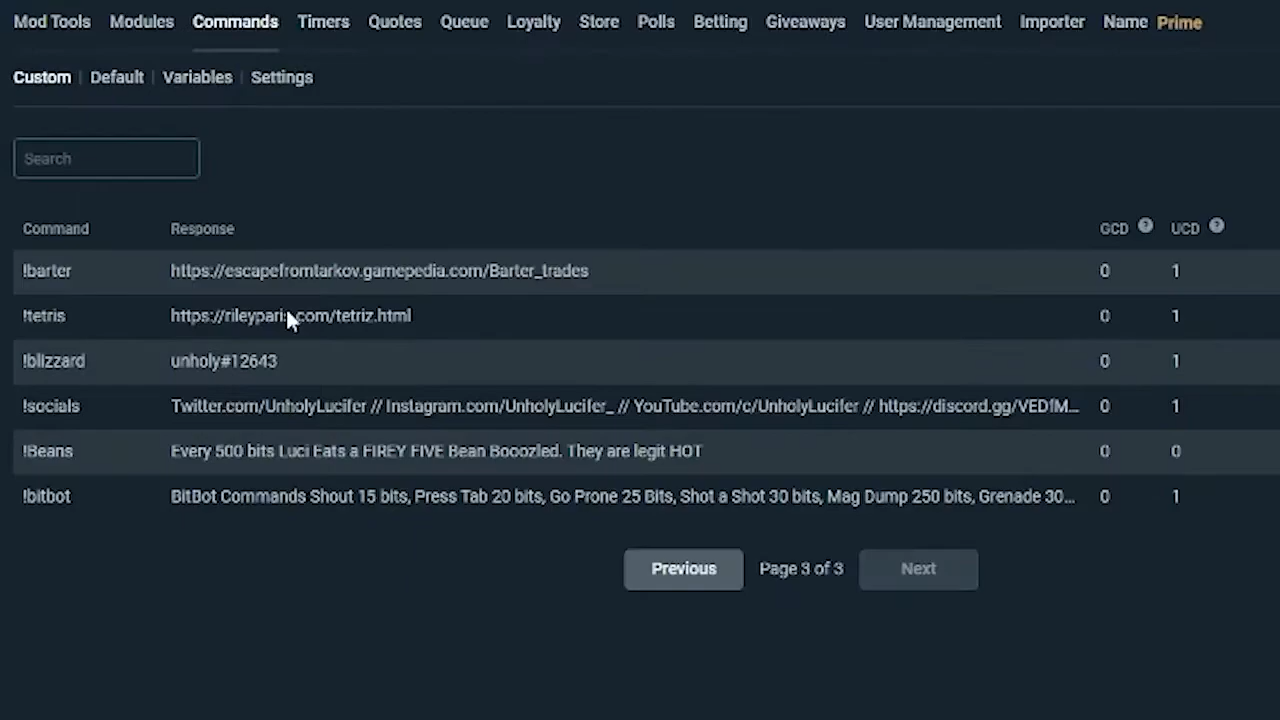 Mod Tools Modules Commands Timers Quotes Queue Loyalty Store Polls Betting Giveaways User Management Importer Name Prime
Custom | Default | Variables | Settings
Search
Command Response GCD ? UCD ?
!barter https://escapefromtarkov.gamepedia.com/Barter_trades 0 1
!tetris .com/tetriz.html 0 1
!blizzard unholy#12643 0 1
!socials Twitter.com/UnholyLucifer // Instagram.com/UnholyLucifer_ // YouTube.com/c/UnholyLucifer // https://discord.gg/VEDfM... 0 1
!Beans Every 500 bits Luci Eats a FIREY FIVE Bean Booozled. They are legit HOT 0 0
!bitbot BitBot Commands Shout 15 bits, Press Tab 20 bits, Go Prone 25 Bits, Shot a Shot 30 bits, Mag Dump 250 bits, Grenade 30... 0 1
Previous Page 3 of 3 Next